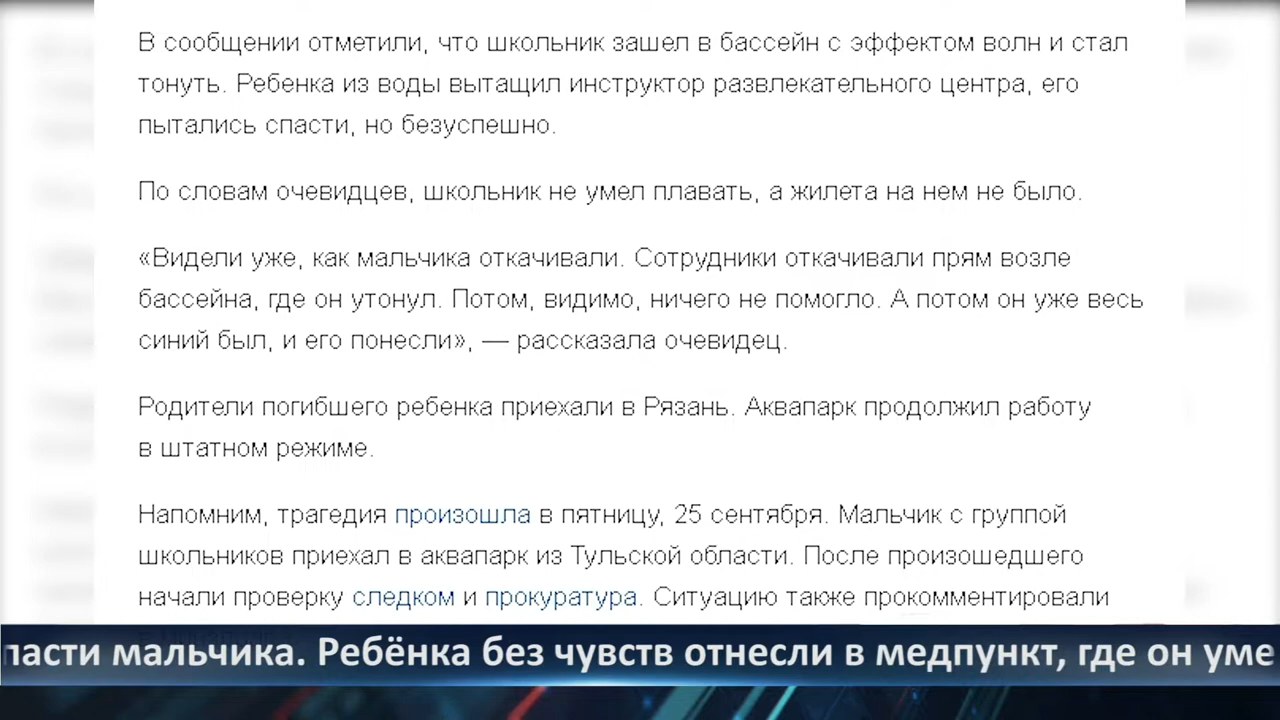 В сообщении отметили, что школьник зашел в бассейн с эффектом волн и стал
тонуть. Ребенка из воды вытащил инструктор развлекательного центра, его
пытались спасти, но безуспешно.
По словам очевидцев, школьник не умел плавать, а жилета на нем не было.
«Видели уже, как мальчика откачивали. Сотрудники откачивали прям возле
бассейна, где он утонул. Потом, видимо, ничего не помогло. А потом он уже весь
синий был, и его понесли», — рассказала очевидец.
Родители погибшего ребенка приехали в Рязань. Аквапарк продолжил работу
в штатном режиме.
Напомним, трагедия произошла в пятницу, 25 сентября. Мальчик с группой
школьников приехал в аквапарк из Тульской области. После произошедшего
начали проверку следком и прокуратура. Ситуацию также прокомментировали
пасти мальчика. Ребёнка без чувств отнесли в медпункт, где он уме